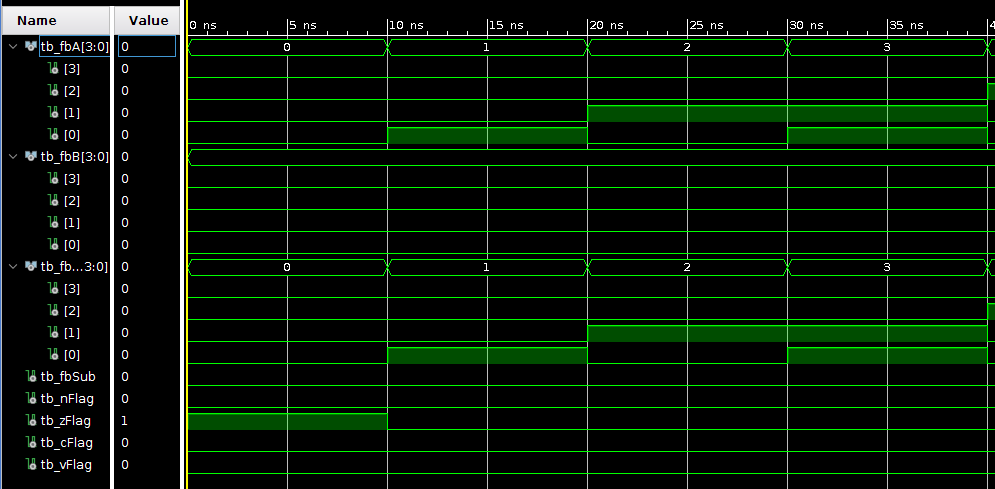 Name Value
0 ns 5 ns 10 ns 15 ns 20 ns 25 ns 30 ns 35 ns 4
tb_fbA[3:0] 0 0 1 2 3
[3] 0
[2] 0
[1] 0
[0] 0
tb_fbB[3:0] 0
[3] 0
[2] 0
[1] 0
[0] 0
tb_fb...3:0] 0 0 1 2 3
[3] 0
[2] 0
[1] 0
[0] 0
tb_fbSub 0
tb_nFlag 0
tb_zFlag 1
tb_cFlag 0
tb_vFlag 0